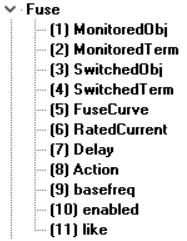 Fuse
(1) MonitoredObj
(2) MonitoredTerm
(3) SwitchedObj
(4) SwitchedTerm
(5) FuseCurve
(6) RatedCurrent
(7) Delay
(8) Action
(9) basefreq
(10) enabled
(11) like